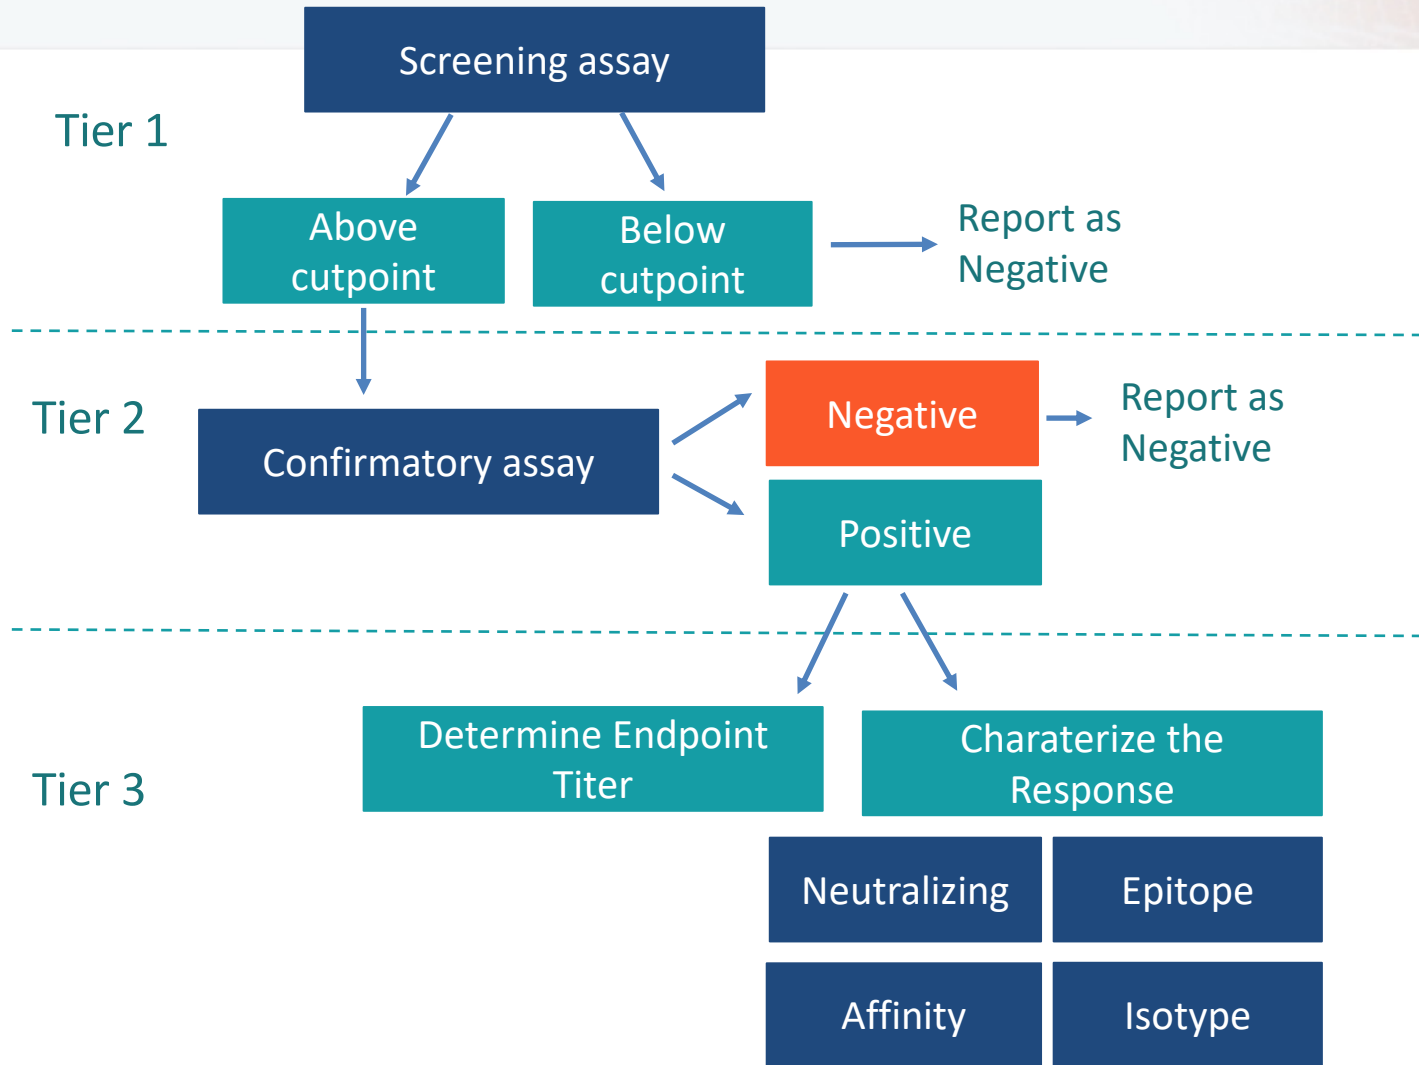 Screening assay
Tier 1
Above
cutpoint
Below
cutpoint
Report as
Negative
Tier 2
Confirmatory assay
Negative
Report as
Negative
Positive
Tier 3
Determine Endpoint
Titer
Charaterize the
Response
Neutralizing
Epitope
Affinity
Isotype